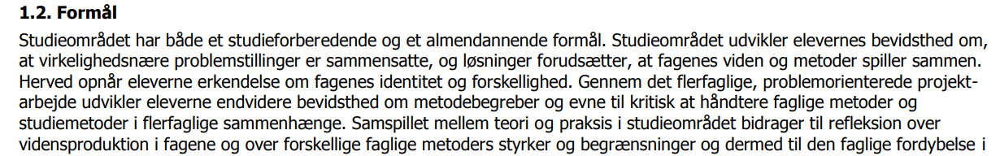 1.2. Formål
Studieområdet har både et studieforberedende og et almendannende formål. Studieområdet udvikler elevernes bevidsthed om,
at virkelighedsnære problemstillinger er sammensatte, og løsninger forudsætter, at fagenes viden og metoder spiller sammen.
Herved opnår eleverne erkendelse om fagenes identitet og forskellighed. Gennem det flerfaglige, problemorienterede projekt-
arbejde udvikler eleverne endvidere bevidsthed om metodebegreber og evne til kritisk at håndtere faglige metoder og
studiemetoder i flerfaglige sammenhænge. Samspillet mellem teori og praksis i studieområdet bidrager til refleksion over
vidensproduktion i fagene og over forskellige faglige metoders styrker og begrænsninger og dermed til den faglige fordybelse i